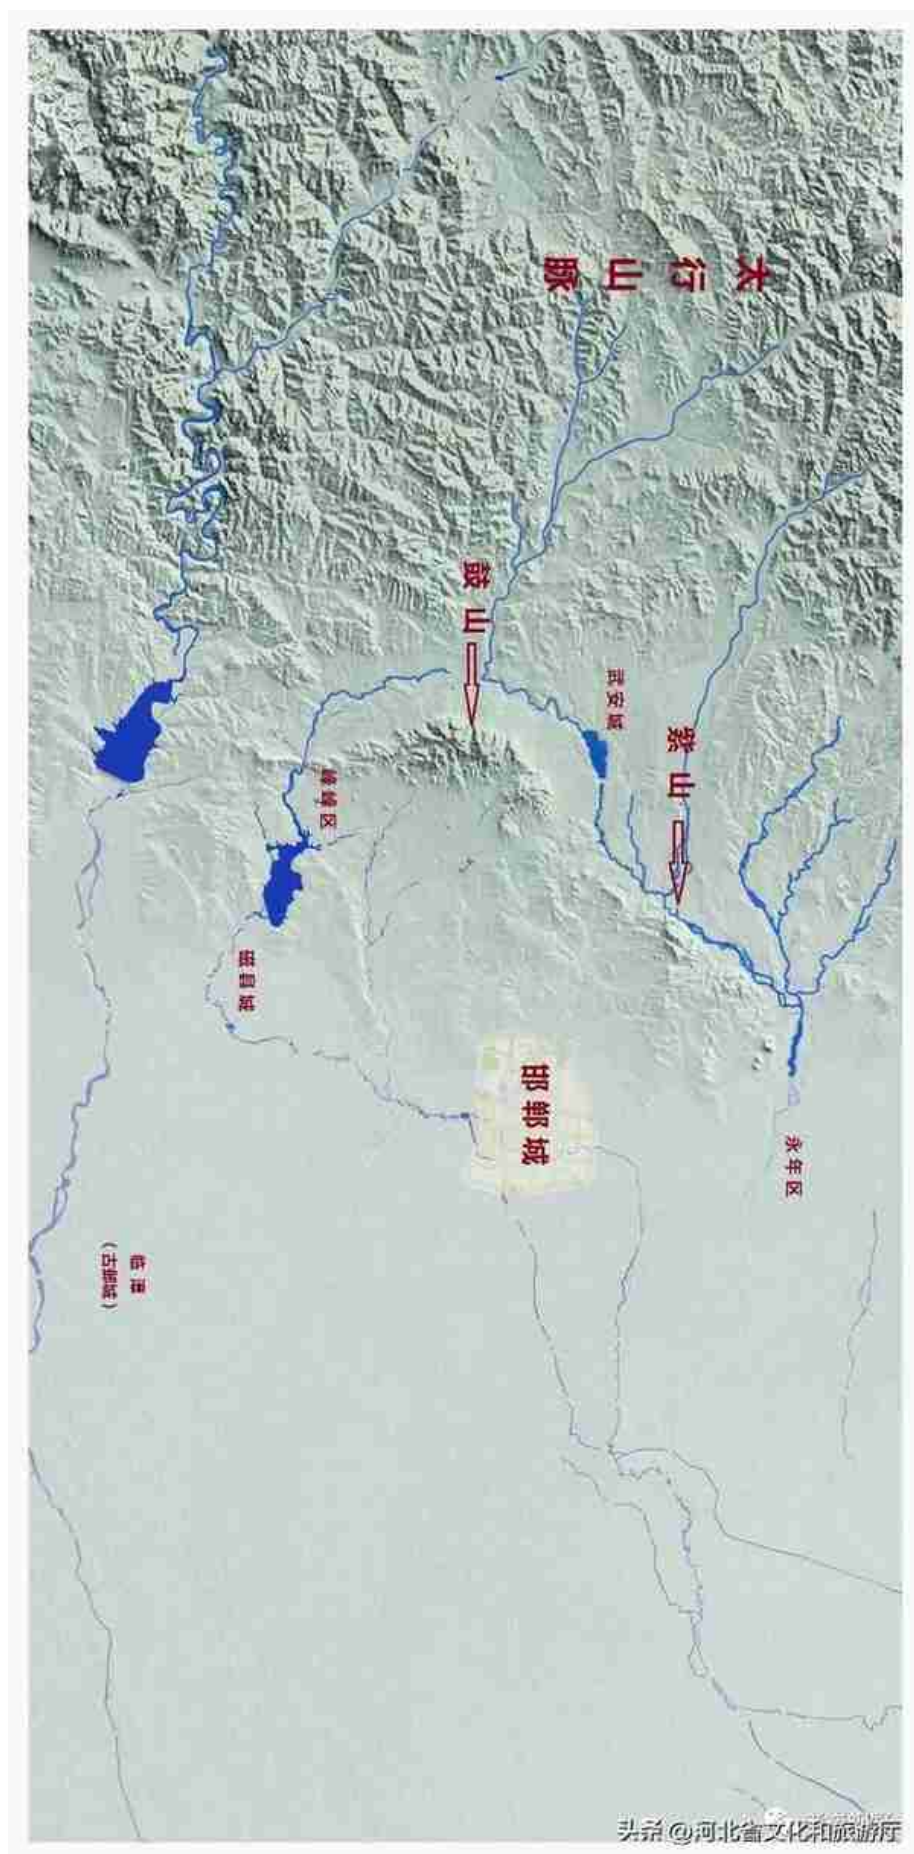 太行山脉
鼓山
武安城
紫山
峰峰区
磁县城
邯郸城
永年区
临漳
（古邺城）
头条 @河北省文化和旅游厅